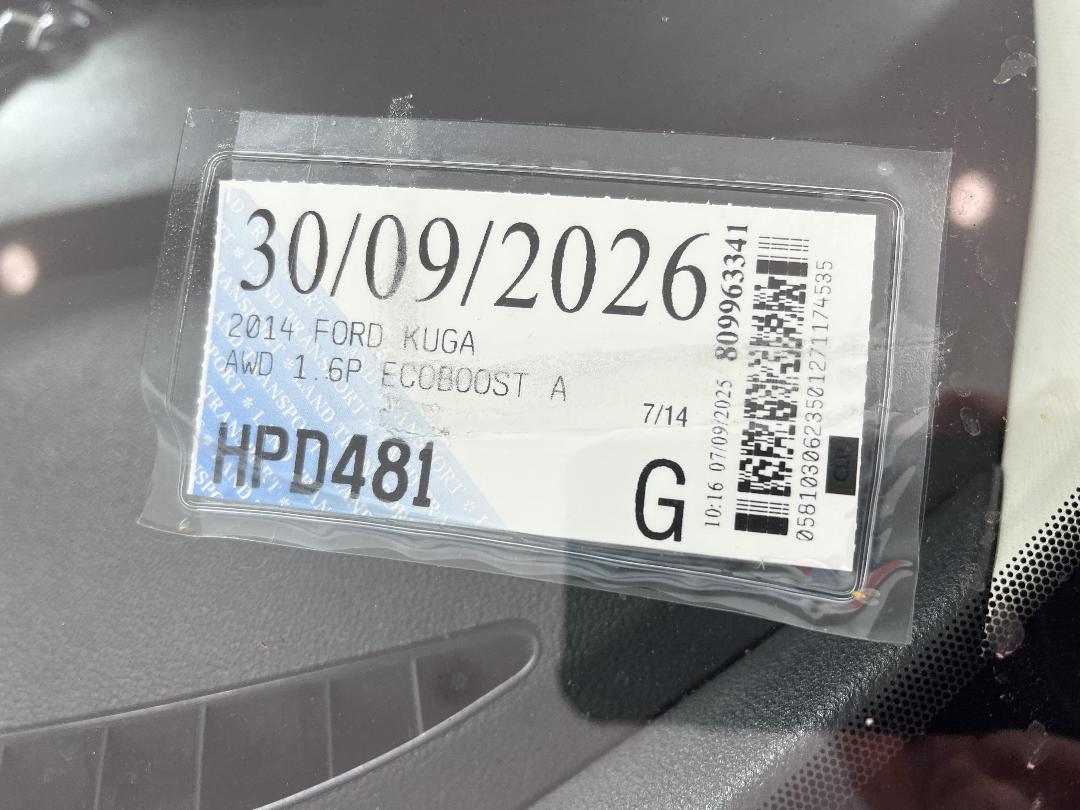 30/09/2026
2014 FORD KUGA
AWD 1.6P ECOBOOST A
7/14
HPD481
G
10:16 07/09/2025 809963341
05810306235012711174535